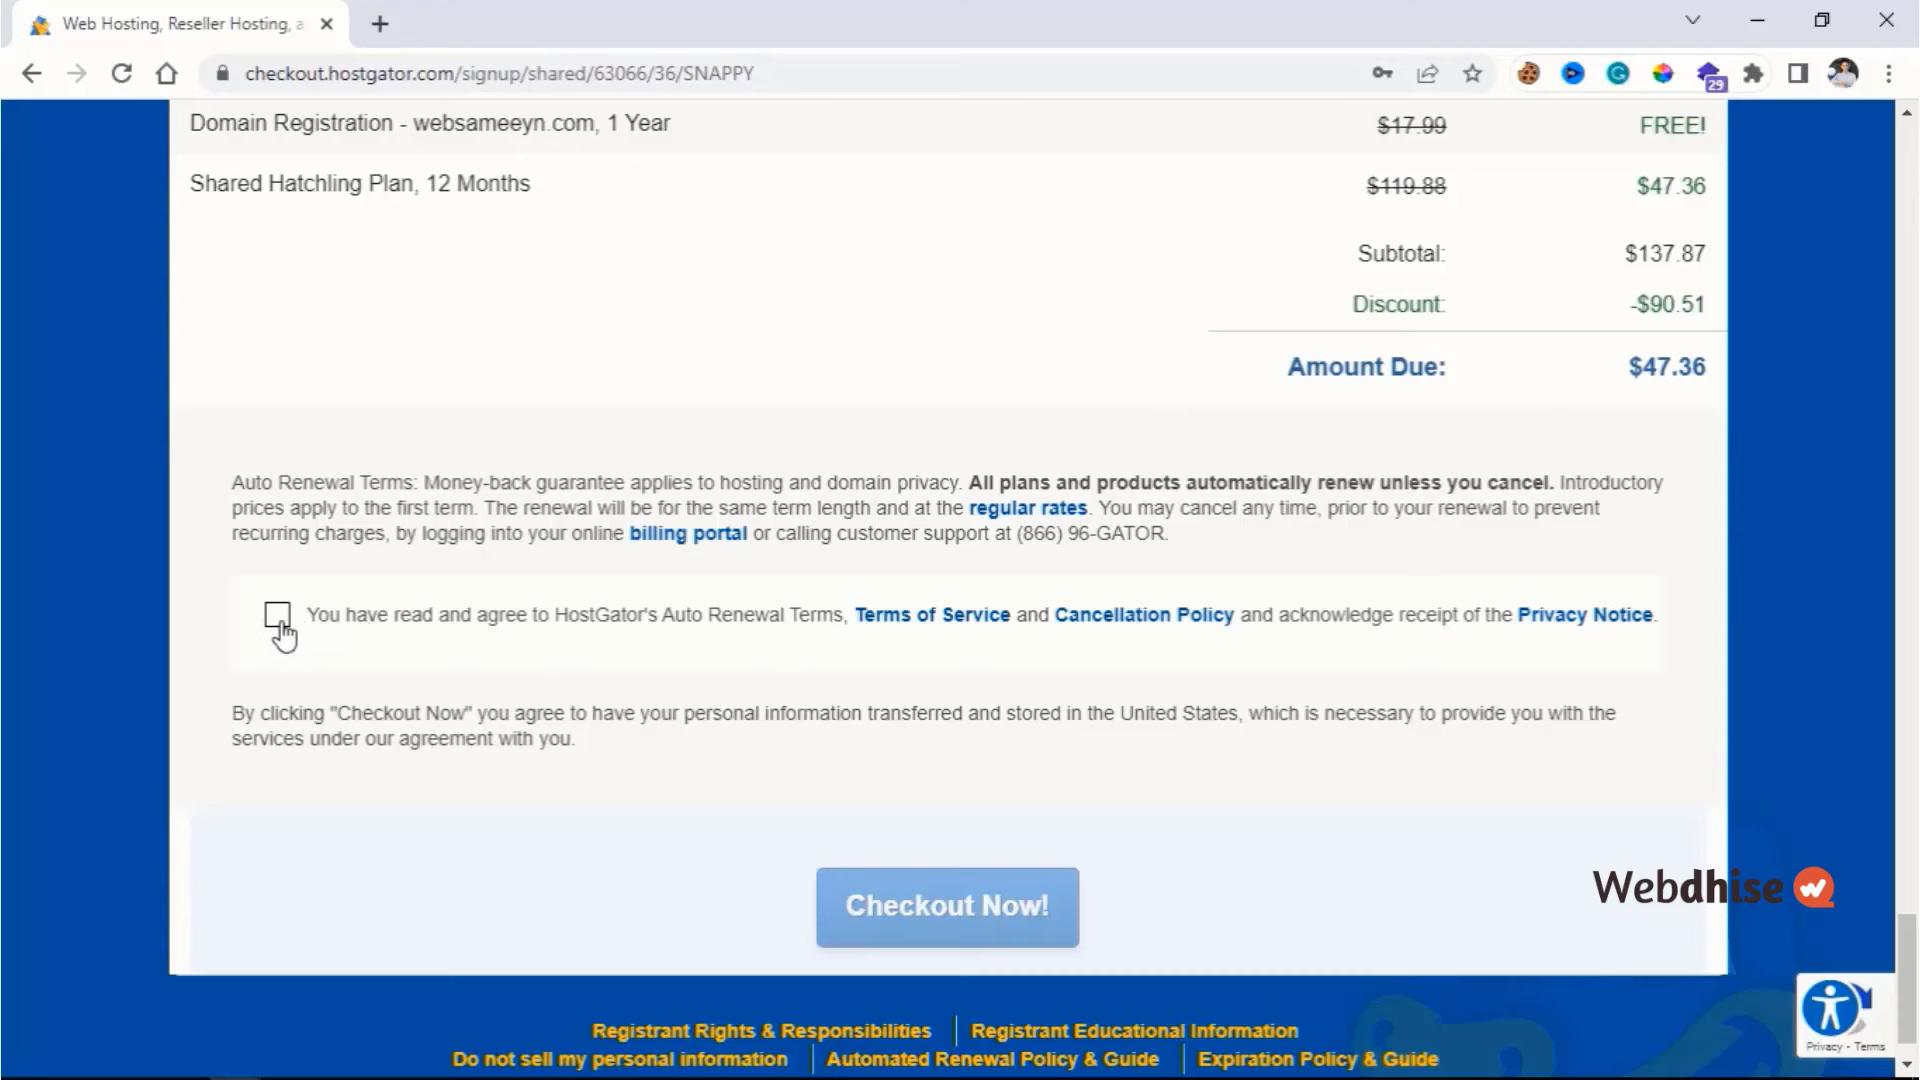 Web Hosting, Reseller Hosting, a
checkout.hostgator.com/signup/shared/63066/36/SNAPPY
29
Domain Registration - websameeyn.com, 1 Year $17.99 FREE!
Shared Hatchling Plan, 12 Months $119.88 $47.36
Subtotal: $137.87
Discount: -$90.51
Amount Due: $47.36
Auto Renewal Terms: Money-back guarantee applies to hosting and domain privacy. All plans and products automatically renew unless you cancel. Introductory
prices apply to the first term. The renewal will be for the same term length and at the regular rates. You may cancel any time, prior to your renewal to prevent
recurring charges, by logging into your online billing portal or calling customer support at (866) 96-GATOR.
You have read and agree to HostGator's Auto Renewal Terms, Terms of Service and Cancellation Policy and acknowledge receipt of the Privacy Notice.
By clicking "Checkout Now" you agree to have your personal information transferred and stored in the United States, which is necessary to provide you with the
services under our agreement with you.
Checkout Now!
Webdhise
Registrant Rights & Responsibilities Registrant Educational Information
Do not sell my personal information Automated Renewal Policy & Guide Expiration Policy & Guide
Privacy - Terms